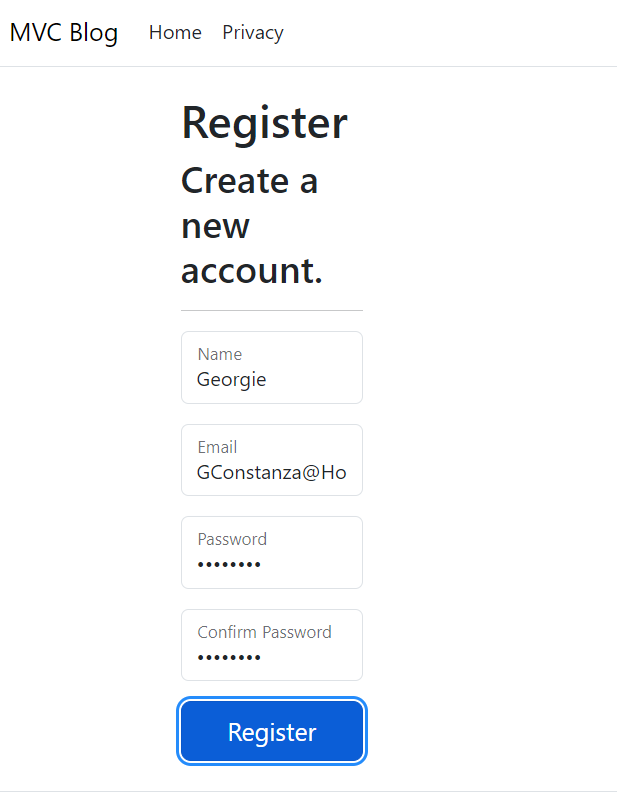 MVC Blog Home Privacy
Register
Create a
new
account.
Name
Georgie
Email
GConstanza@Ho
Password
••••••••
Confirm Password
••••••••
Register